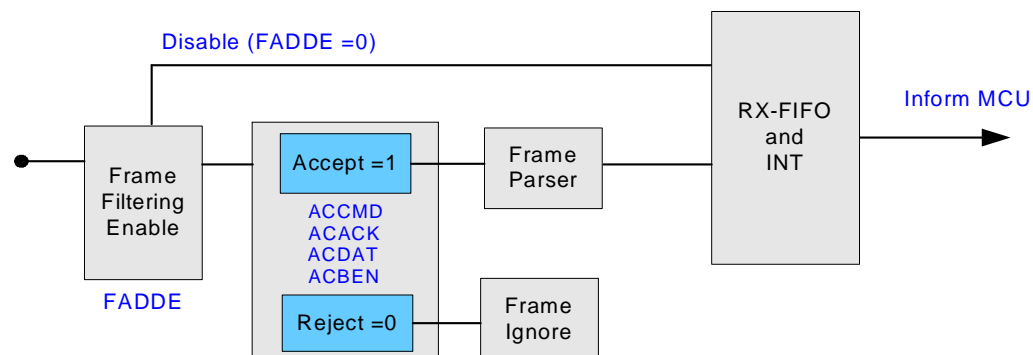 Disable (FADDE =0)
Frame
Filtering
Enable
FADDE
Accept =1
ACCMD
ACACK
ACDAT
ACBEN
Reject =0
Frame
Parser
Frame
Ignore
RX-FIFO
and
INT
Inform MCU